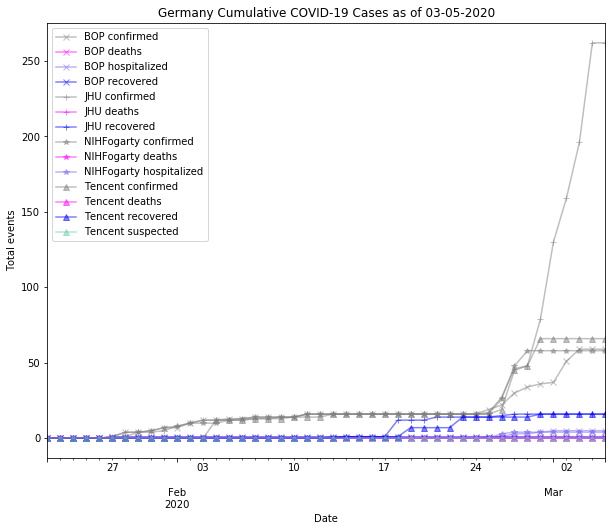 Germany Cumulative COVID-19 Cases as of 03-05-2020
BOP confirmed
BOP deaths
BOP hospitalized
BOP recovered
JHU confirmed
JHU deaths
JHU recovered
NIHFogarty confirmed
NIHFogarty deaths
NIHFogarty hospitalized
Tencent confirmed
Tencent deaths
Tencent recovered
Tencent suspected
Total events
250
200
150
100
50
0
27 03 10 17 24 02
Feb Mar
2020
Date